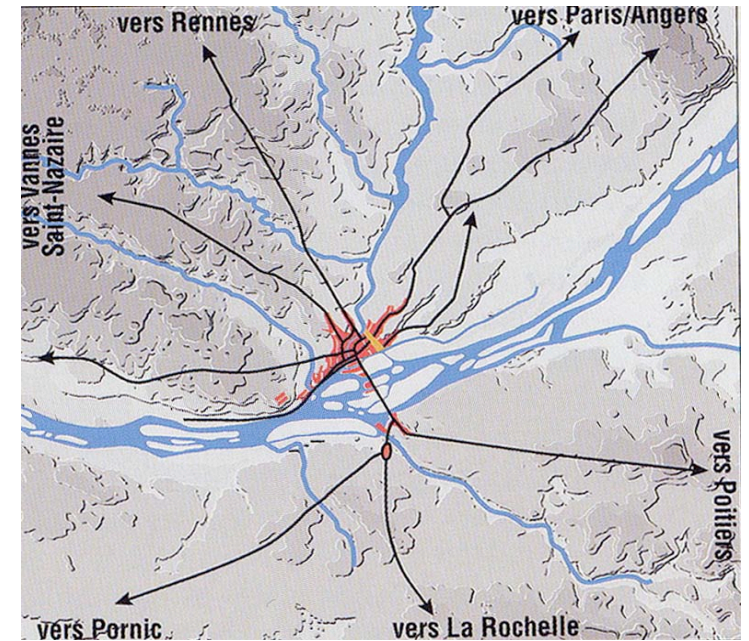 vers Rennes
vers Paris/Angers
vers Vannes
Saint-Nazaire
vers Poitiers
vers Pornic
vers La Rochelle